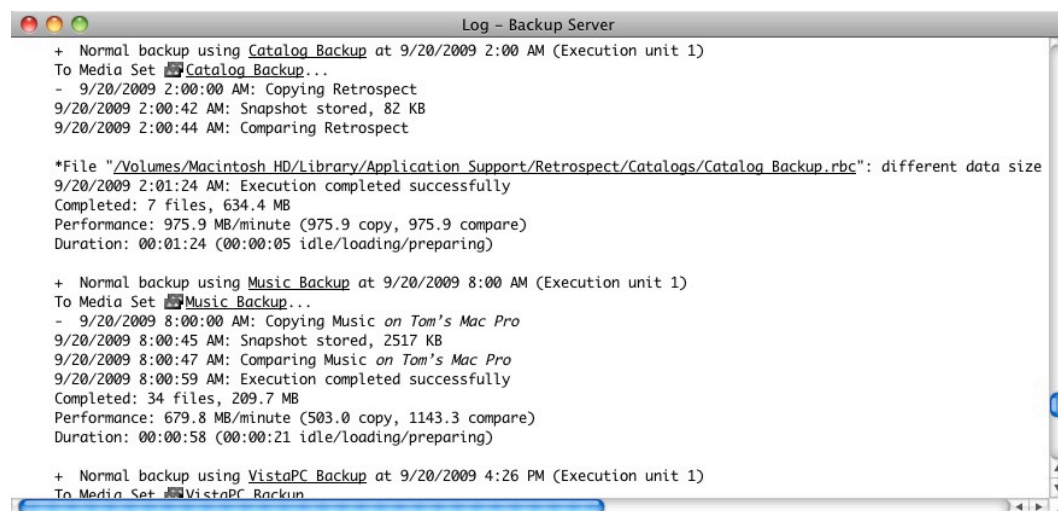 Log – Backup Server
+ Normal backup using Catalog Backup at 9/20/2009 2:00 AM (Execution unit 1)
To Media Set Catalog Backup...
- 9/20/2009 2:00:00 AM: Copying Retrospect
9/20/2009 2:00:42 AM: Snapshot stored, 82 KB
9/20/2009 2:00:44 AM: Comparing Retrospect
*File "/Volumes/Macintosh HD/Library/Application Support/Retrospect/Catalogs/Catalog Backup.rbc": different data size
9/20/2009 2:01:24 AM: Execution completed successfully
Completed: 7 files, 634.4 MB
Performance: 975.9 MB/minute (975.9 copy, 975.9 compare)
Duration: 00:01:24 (00:00:05 idle/loading/preparing)
+ Normal backup using Music Backup at 9/20/2009 8:00 AM (Execution unit 1)
To Media Set Music Backup...
- 9/20/2009 8:00:00 AM: Copying Music on Tom's Mac Pro
9/20/2009 8:00:45 AM: Snapshot stored, 2517 KB
9/20/2009 8:00:47 AM: Comparing Music on Tom's Mac Pro
9/20/2009 8:00:59 AM: Execution completed successfully
Completed: 34 files, 209.7 MB
Performance: 679.8 MB/minute (503.0 copy, 1143.3 compare)
Duration: 00:00:58 (00:00:21 idle/loading/preparing)
+ Normal backup using VistaPC Backup at 9/20/2009 4:26 PM (Execution unit 1)
To Media Set VistaPC Backup